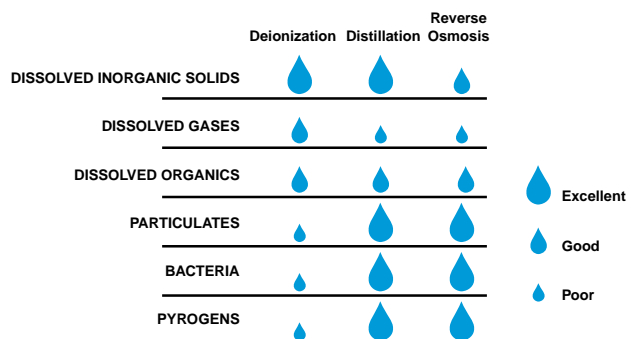 Reverse
Deionization Distillation Osmosis
DISSOLVED INORGANIC SOLIDS
DISSOLVED GASES
DISSOLVED ORGANICS
Excellent
PARTICULATES
Good
BACTERIA
Poor
PYROGENS